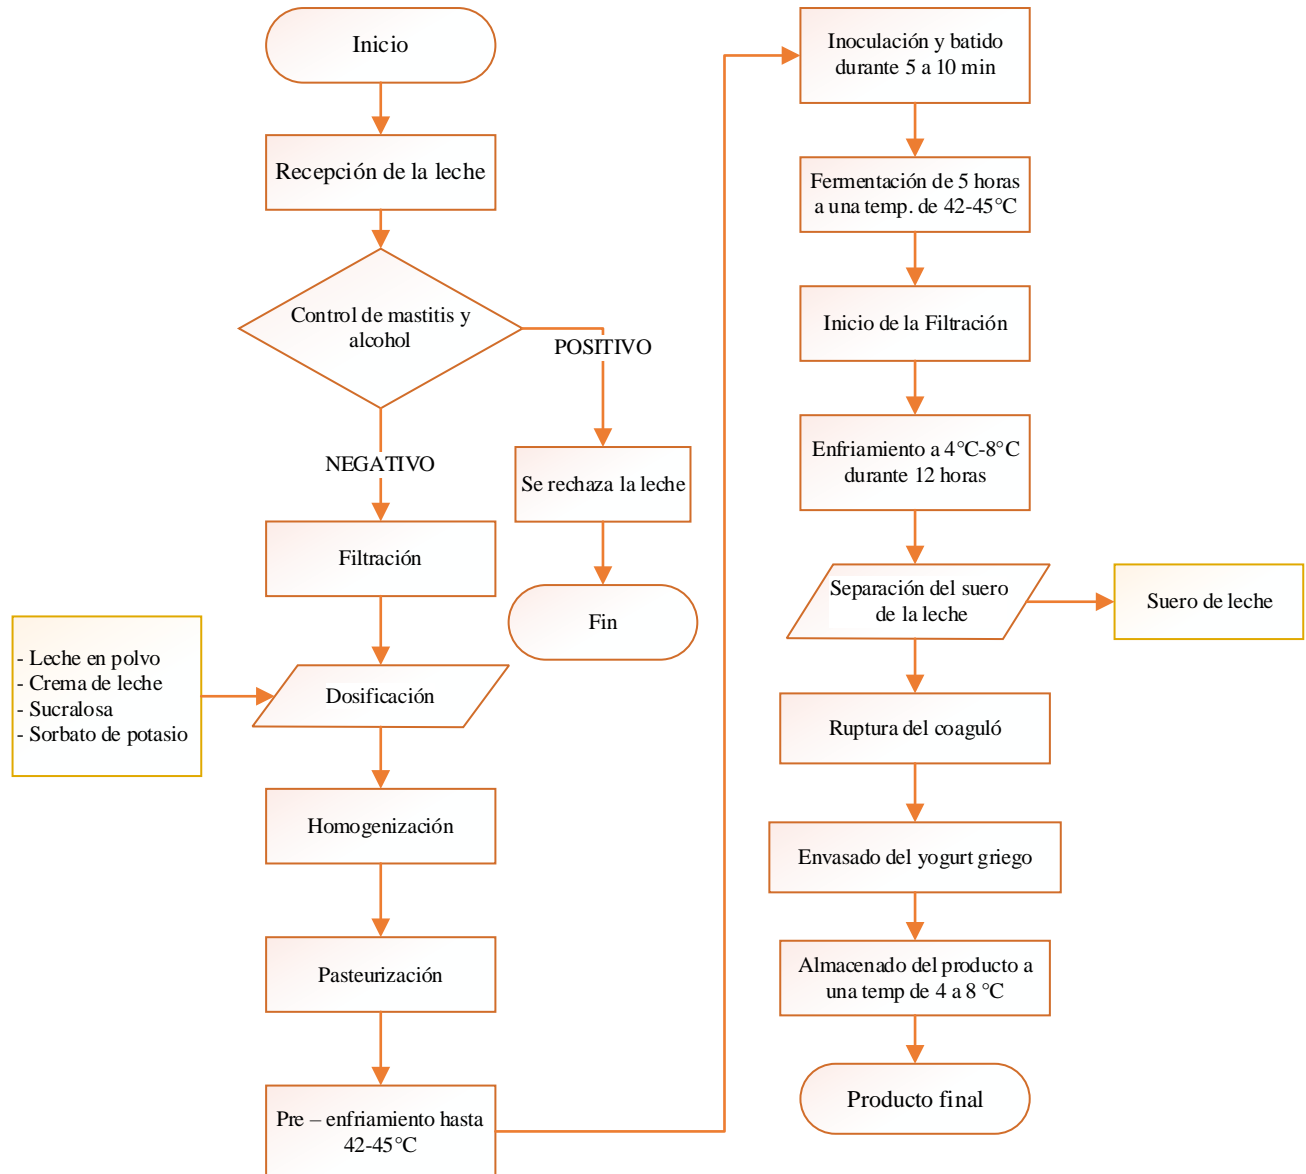 Inicio
Recepción de la leche
Control de mastitis y
alcohol
POSITIVO
NEGATIVO
Se rechaza la leche
Fin
Filtración
- Leche en polvo
- Crema de leche
- Sucralosa
- Sorbato de potasio
Dosificación
Homogenización
Pasteurización
Pre – enfriamiento hasta
42-45°C
Inoculación y batido
durante 5 a 10 min
Fermentación de 5 horas
a una temp. de 42-45°C
Inicio de la Filtración
Enfriamiento a 4°C-8°C
durante 12 horas
Separación del suero
de la leche
Suero de leche
Ruptura del coaguló
Envasado del yogurt griego
Almacenado del producto a
una temp de 4 a 8 °C
Producto final